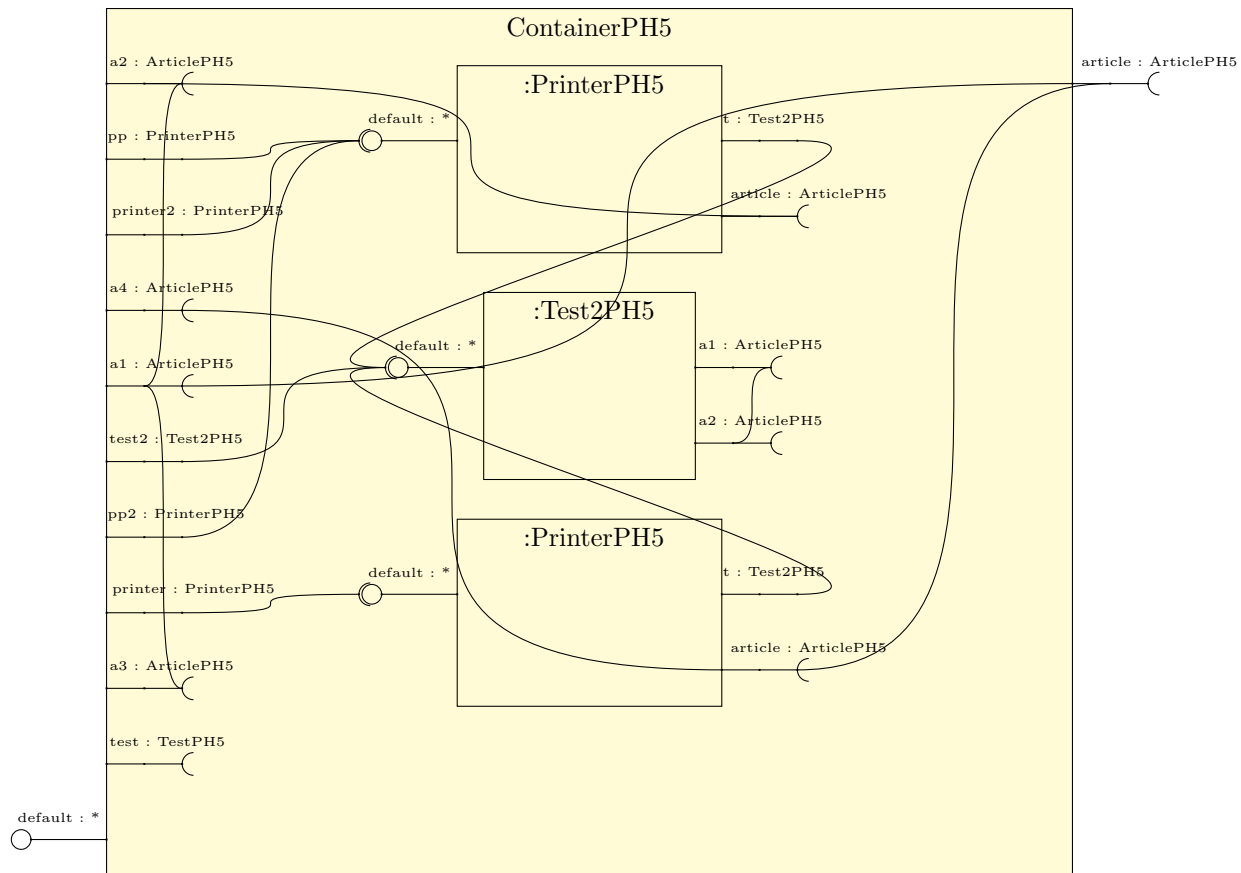 ContainerPH5
a2 : ArticlePH5
article : ArticlePH5
:PrinterPH5
default : *
t : Test2PH5
pp : PrinterPH5
article : ArticlePH5
printer2 : PrinterPH5
a4 : ArticlePH5
:Test2PH5
default : *
a1 : ArticlePH5
a1 : ArticlePH5
a2 : ArticlePH5
test2 : Test2PH5
pp2 : PrinterPH5
:PrinterPH5
default : *
t : Test2PH5
printer : PrinterPH5
article : ArticlePH5
a3 : ArticlePH5
test : TestPH5
default : *